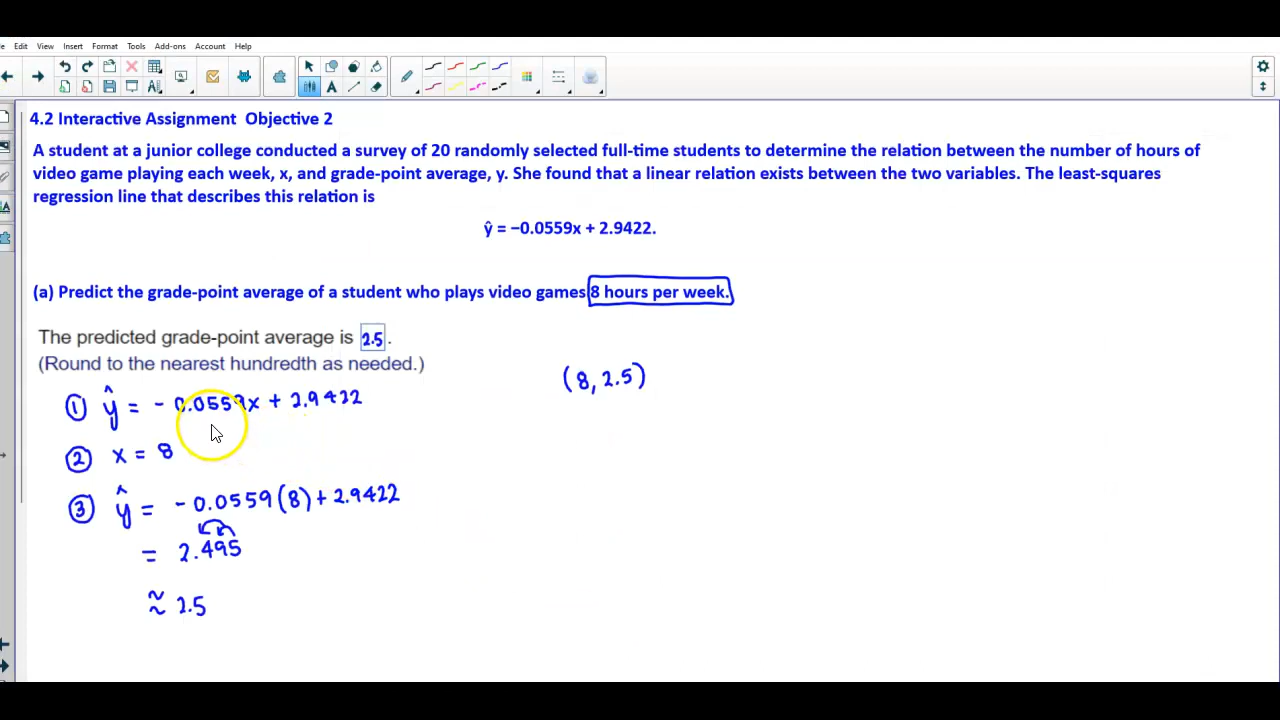 Edit View Insert Format Tools Add-ons Account Help
4.2 Interactive Assignment Objective 2
A student at a junior college conducted a survey of 20 randomly selected full-time students to determine the relation between the number of hours of
video game playing each week, x, and grade-point average, y. She found that a linear relation exists between the two variables. The least-squares
regression line that describes this relation is
ŷ = −0.0559x + 2.9422.
(a) Predict the grade-point average of a student who plays video games 8 hours per week.
The predicted grade-point average is 2.5.
(Round to the nearest hundredth as needed.)
(8, 2.5)
① ŷ = -0.0559x + 2.9422
② x = 8
③ ŷ = -0.0559(8) + 2.9422
= 2.495
≈ 2.5